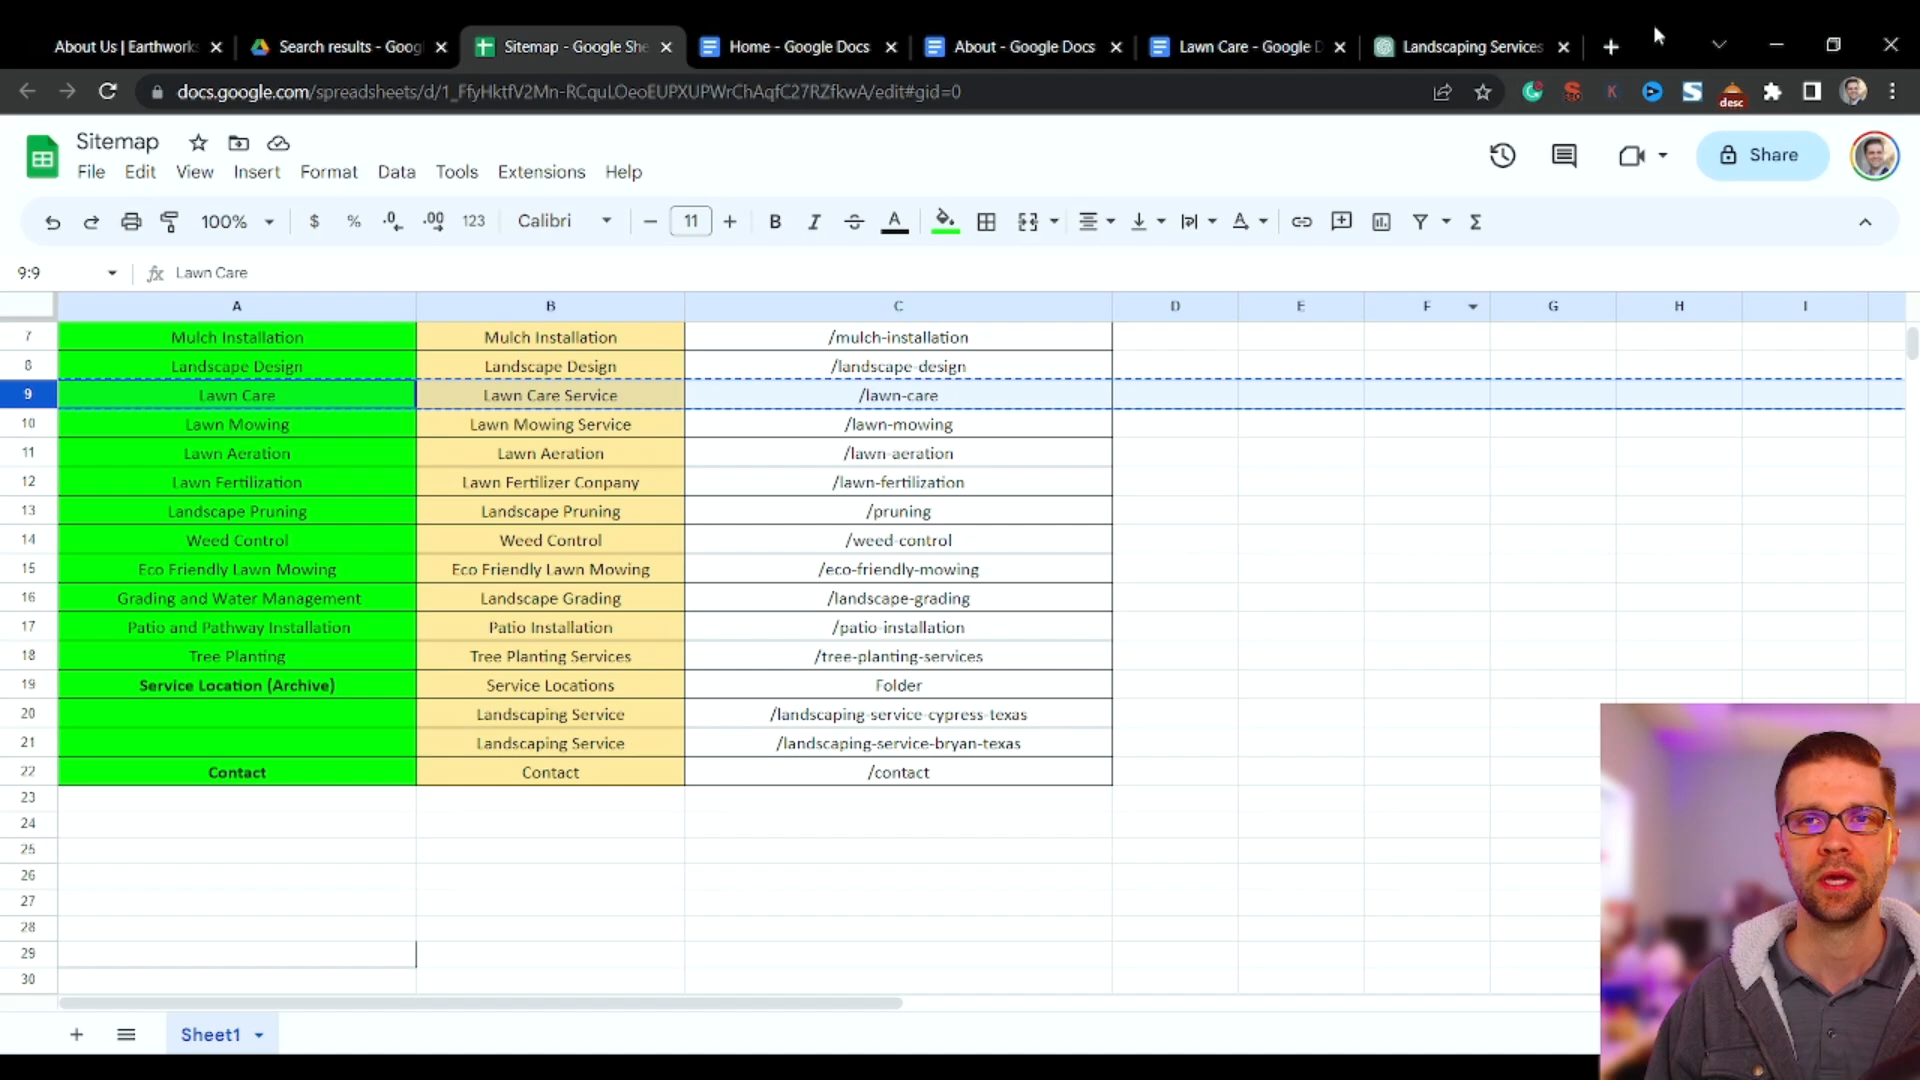 About Us | Earthworks
Search results - Goog
Sitemap - Google She
Home - Google Docs
About - Google Docs
Lawn Care - Google D
Landscaping Services
docs.google.com/spreadsheets/d/1_FfyHktfV2Mn-RCquLOeoEUPXUPWrChAqfC27RZfkwA/edit#gid=0
desc
Sitemap
File Edit View Insert Format Data Tools Extensions Help
Share
100% $ % .0 .00 123 Calibri 11 B I A
9:9 fx Lawn Care
A B C D E F G H I
7 Mulch Installation Mulch Installation /mulch-installation
8 Landscape Design Landscape Design /landscape-design
9 Lawn Care Lawn Care Service /lawn-care
10 Lawn Mowing Lawn Mowing Service /lawn-mowing
11 Lawn Aeration Lawn Aeration /lawn-aeration
12 Lawn Fertilization Lawn Fertilizer Conpany /lawn-fertilization
13 Landscape Pruning Landscape Pruning /pruning
14 Weed Control Weed Control /weed-control
15 Eco Friendly Lawn Mowing Eco Friendly Lawn Mowing /eco-friendly-mowing
16 Grading and Water Management Landscape Grading /landscape-grading
17 Patio and Pathway Installation Patio Installation /patio-installation
18 Tree Planting Tree Planting Services /tree-planting-services
19 Service Location (Archive) Service Locations Folder
20 Landscaping Service /landscaping-service-cypress-texas
21 Landscaping Service /landscaping-service-bryan-texas
22 Contact Contact /contact
23
24
25
26
27
28
29
30
Sheet1